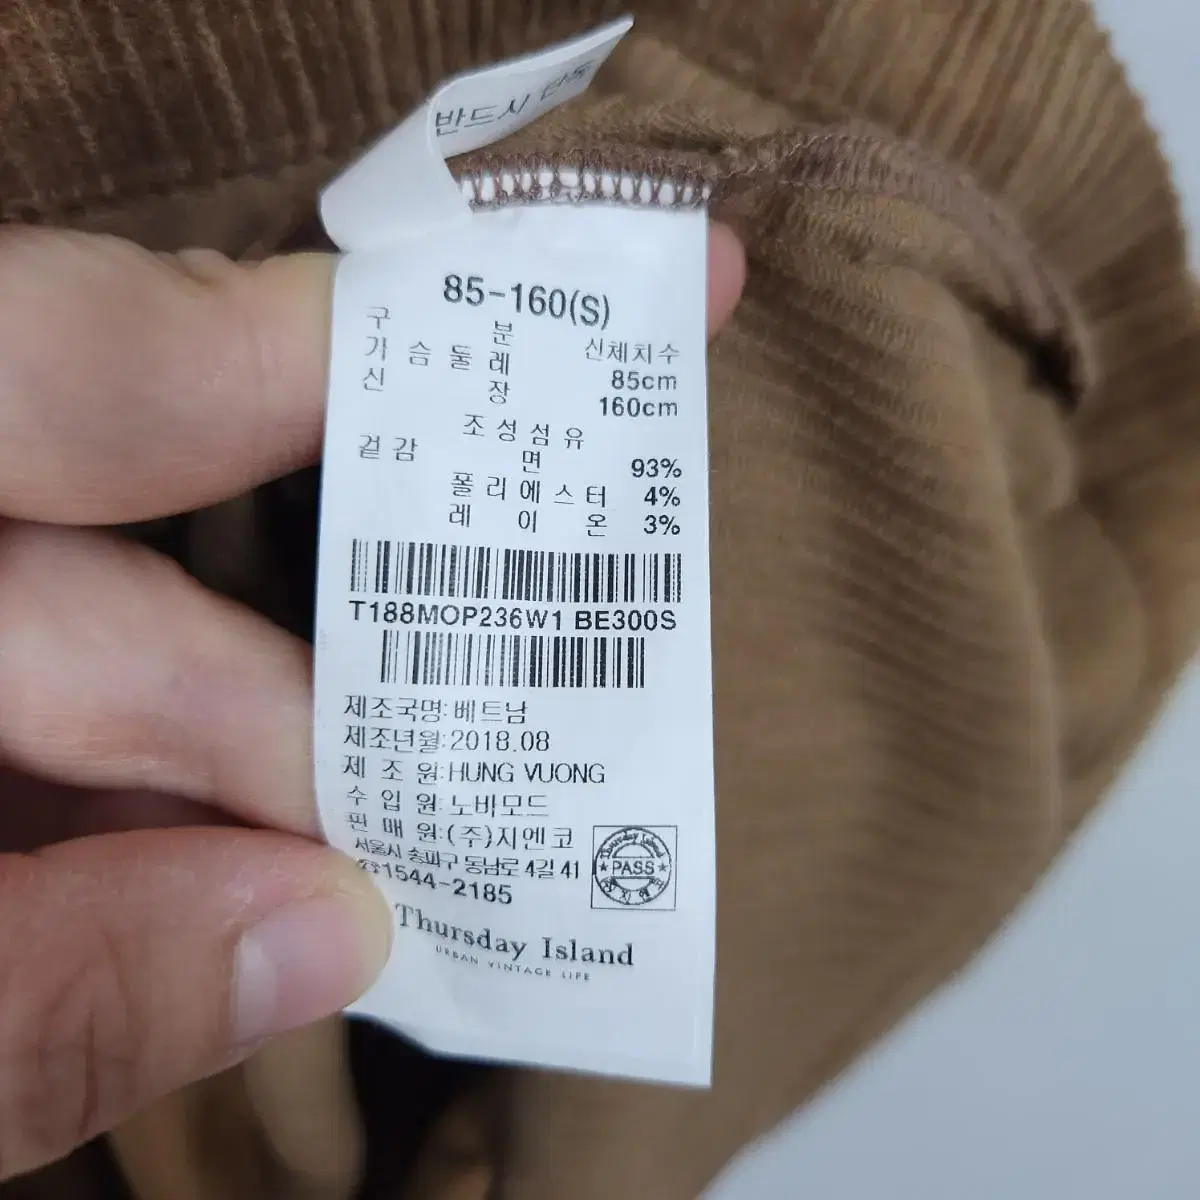 반드시 단독
85-160(S)
구 분 신체치수
가 슴 둘 레 85cm
신 장 160cm
조 성 섬 유
겉 감 면 93%
폴 리 에 스 터 4%
레 이 온 3%
T188MOP236W1 BE300S
제조국명: 베트남
제조년월: 2018.08
제 조 원: HUNG VUONG
수 입 원: 노바모드
판 매 원: (주)지엔코
서울시 송파구 동남로 4길 41
☎1544-2185
Thursday Island
PASS
Thursday Island
URBAN VINTAGE LIFE